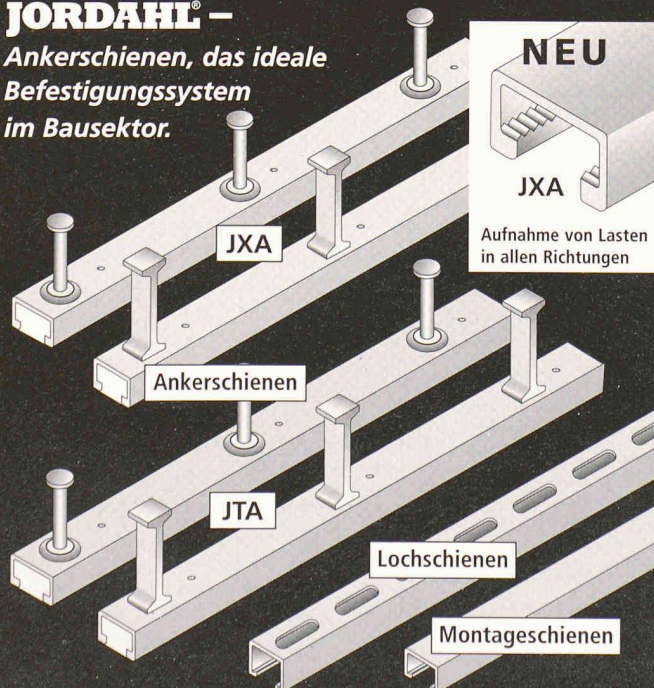 JORDAHL® –
Ankerschienen, das ideale
Befestigungssystem
im Bausektor.
NEU
JXA
Aufnahme von Lasten
in allen Richtungen
JXA
Ankerschienen
JTA
Lochschienen
Montageschienen